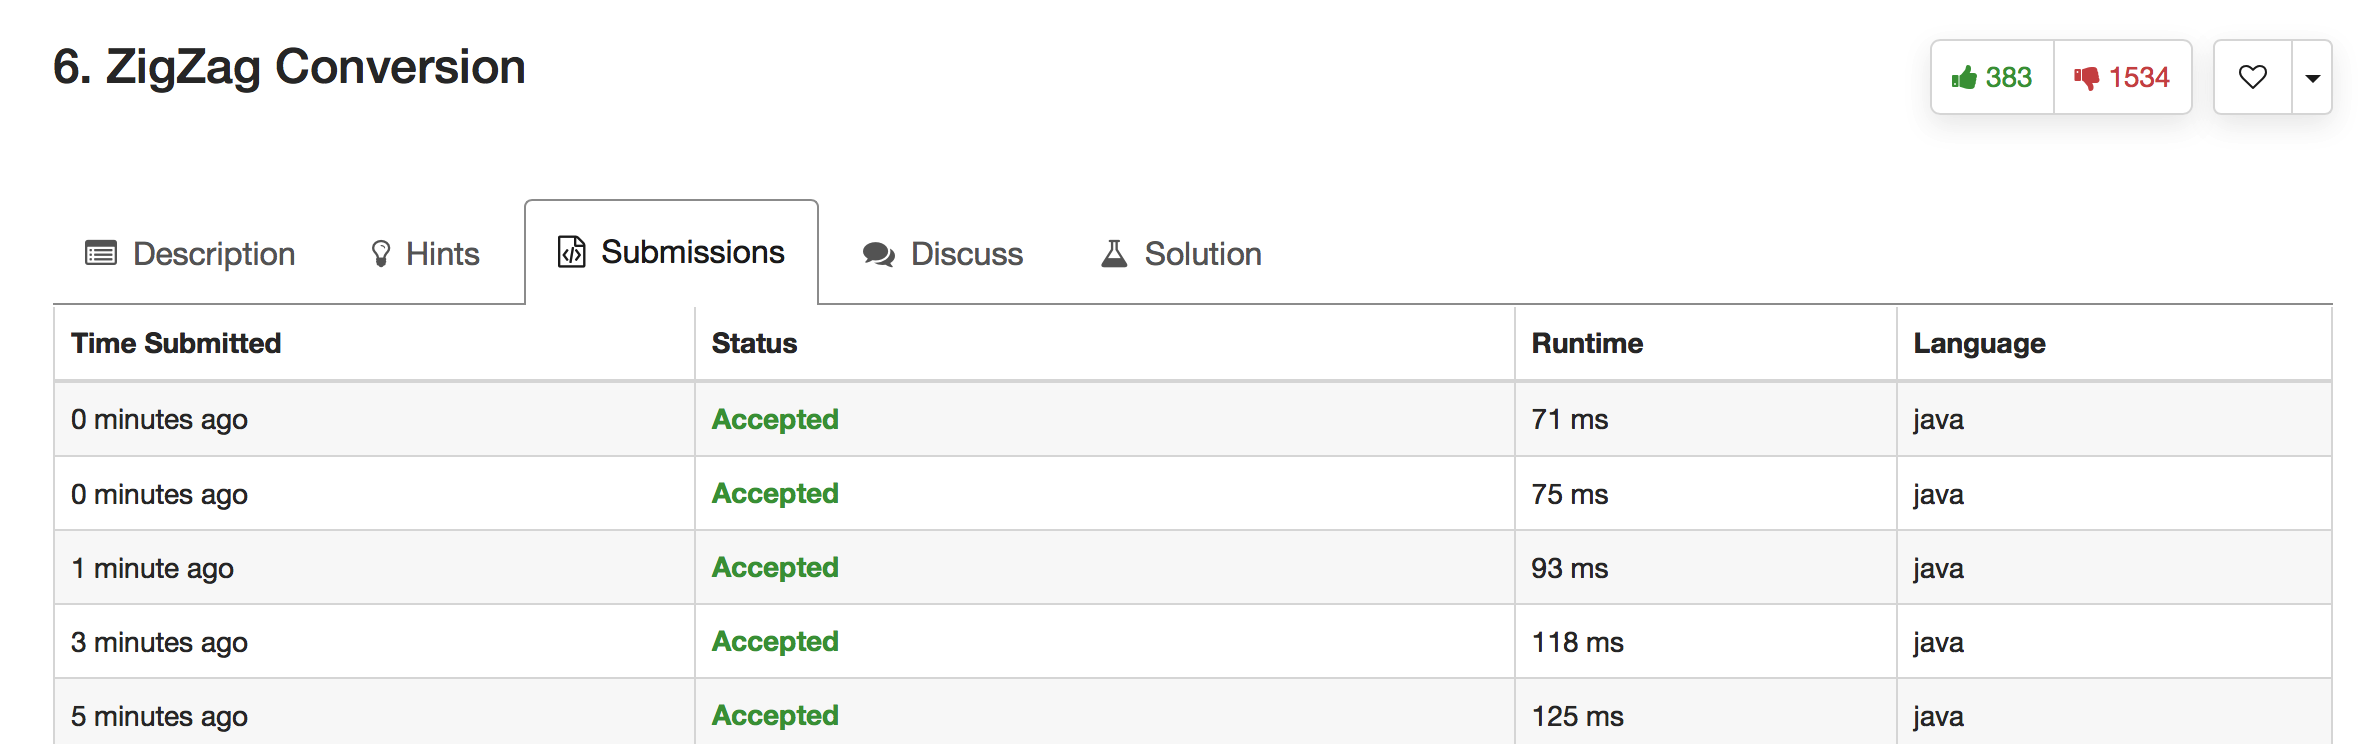 6. ZigZag Conversion
383 1534
Description Hints Submissions Discuss Solution
Time Submitted Status Runtime Language
0 minutes ago Accepted 71 ms java
0 minutes ago Accepted 75 ms java
1 minute ago Accepted 93 ms java
3 minutes ago Accepted 118 ms java
5 minutes ago Accepted 125 ms java